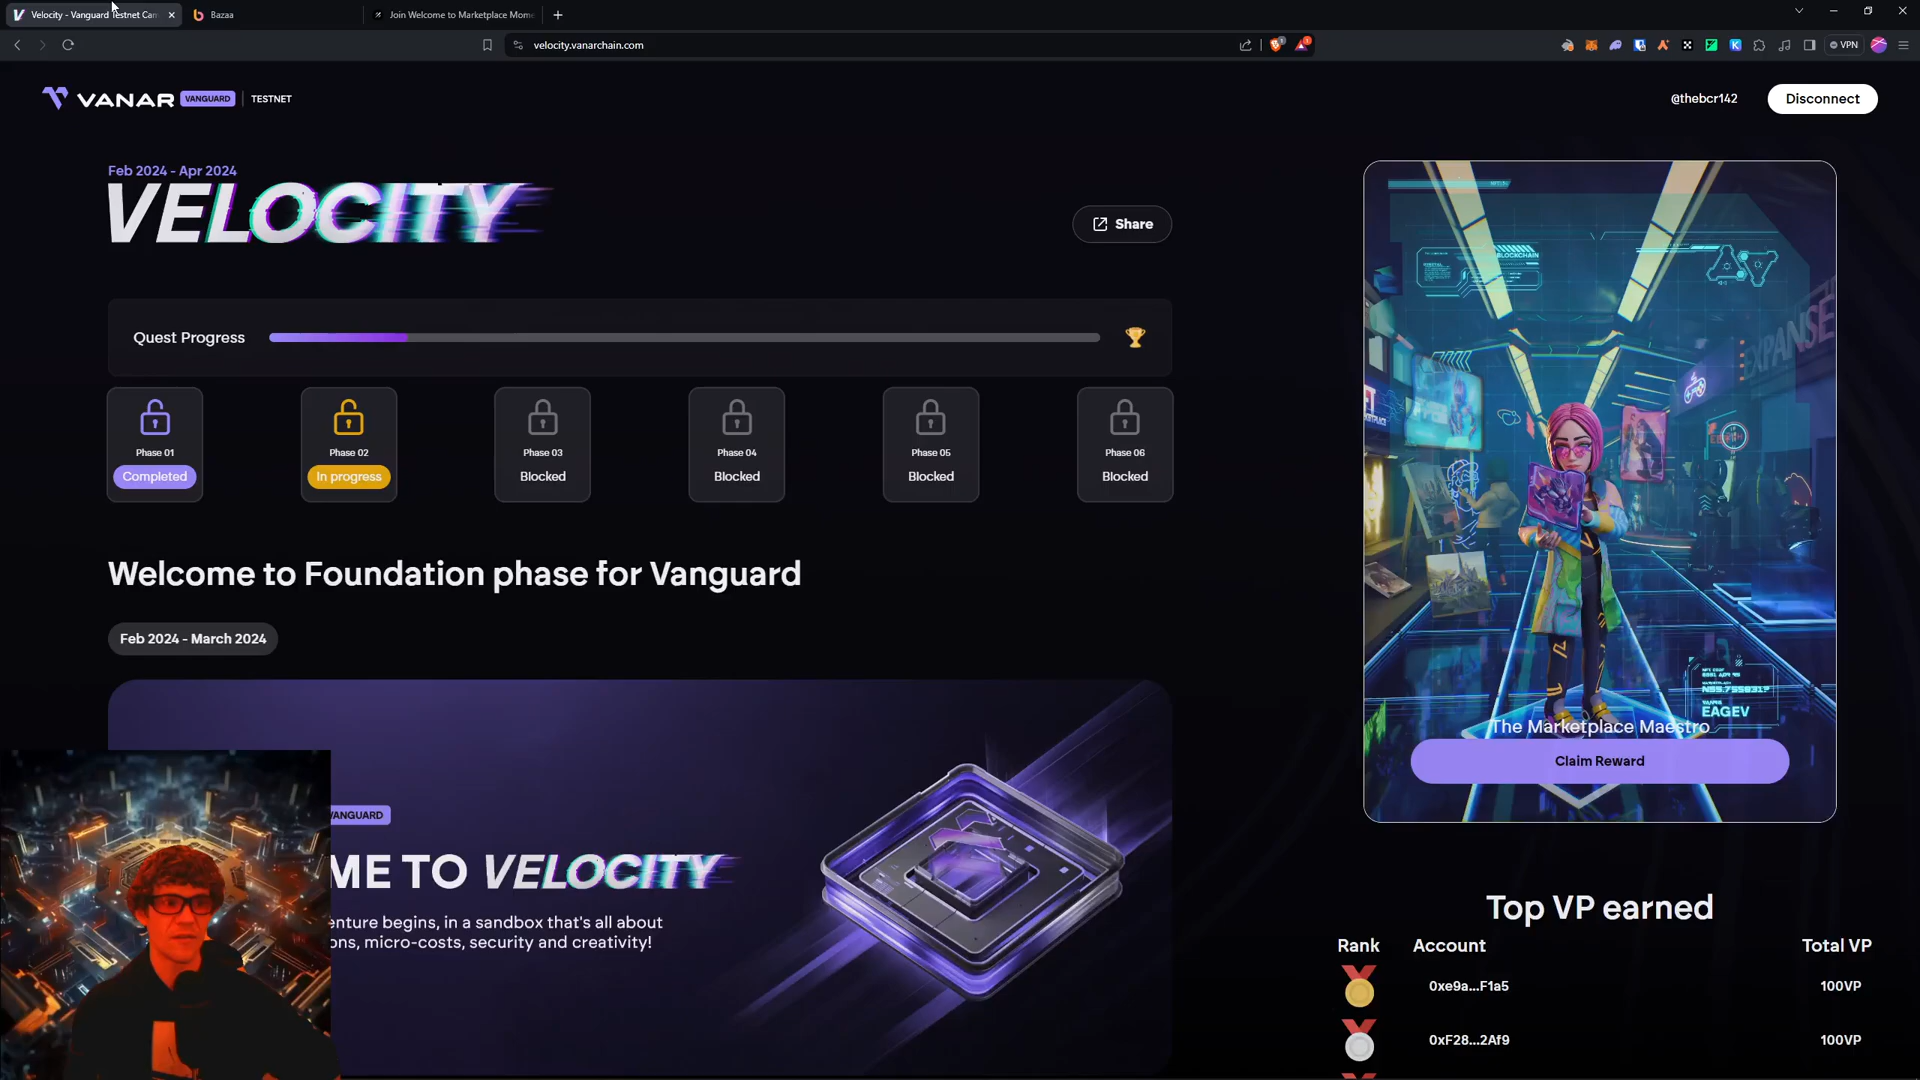 Velocity - Vanguard Testnet Cam
Bazaa
Join Welcome to Marketplace Mome
velocity.vanarchain.com
VPN
VANAR VANGUARD TESTNET
@thebcr142
Disconnect
Feb 2024 - Apr 2024
VELOCITY
Share
Quest Progress
Phase 01
Completed
Phase 02
In progress
Phase 03
Blocked
Phase 04
Blocked
Phase 05
Blocked
Phase 06
Blocked
Welcome to Foundation phase for Vanguard
Feb 2024 - March 2024
VANGUARD
ME TO VELOCITY
enture begins, in a sandbox that's all about
ons, micro-costs, security and creativity!
BLOCKCHAIN
EXPANSE
EAGEV
The Marketplace Maestro
Claim Reward
Top VP earned
Rank Account Total VP
0xe9a...F1a5 100VP
0xF28...2Af9 100VP